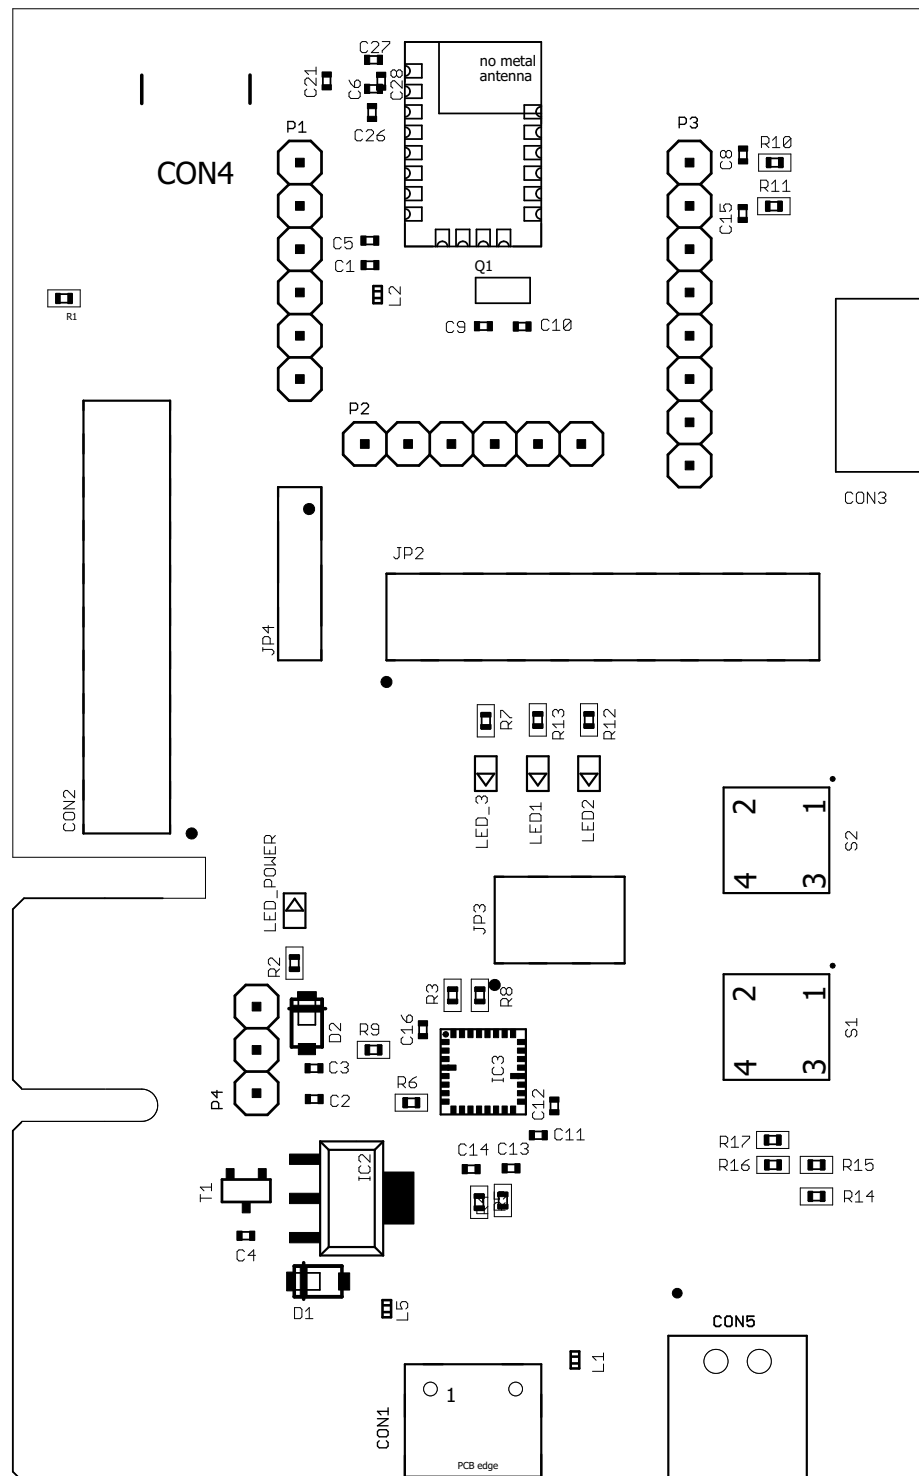 C27
no metal
antenna
C21
C6
C28
C26
P1
P3
C8
R10
CON4
R11
C15
C5
C1
Q1
L2
R1
C9
C10
P2
CON3
JP2
JP4
R7
R13
R12
CON2
LED_3
LED1
LED2
2
1
4
3
S2
LED_POWER
JP3
R2
R3
R8
2
1
4
3
S1
D2
C16
R9
IC3
C3
P4
C2
R6
C12
C11
R17
C14
C13
R16
R15
IC2
T1
R14
C4
D1
L5
CON5
L1
CON1
1
PCB edge